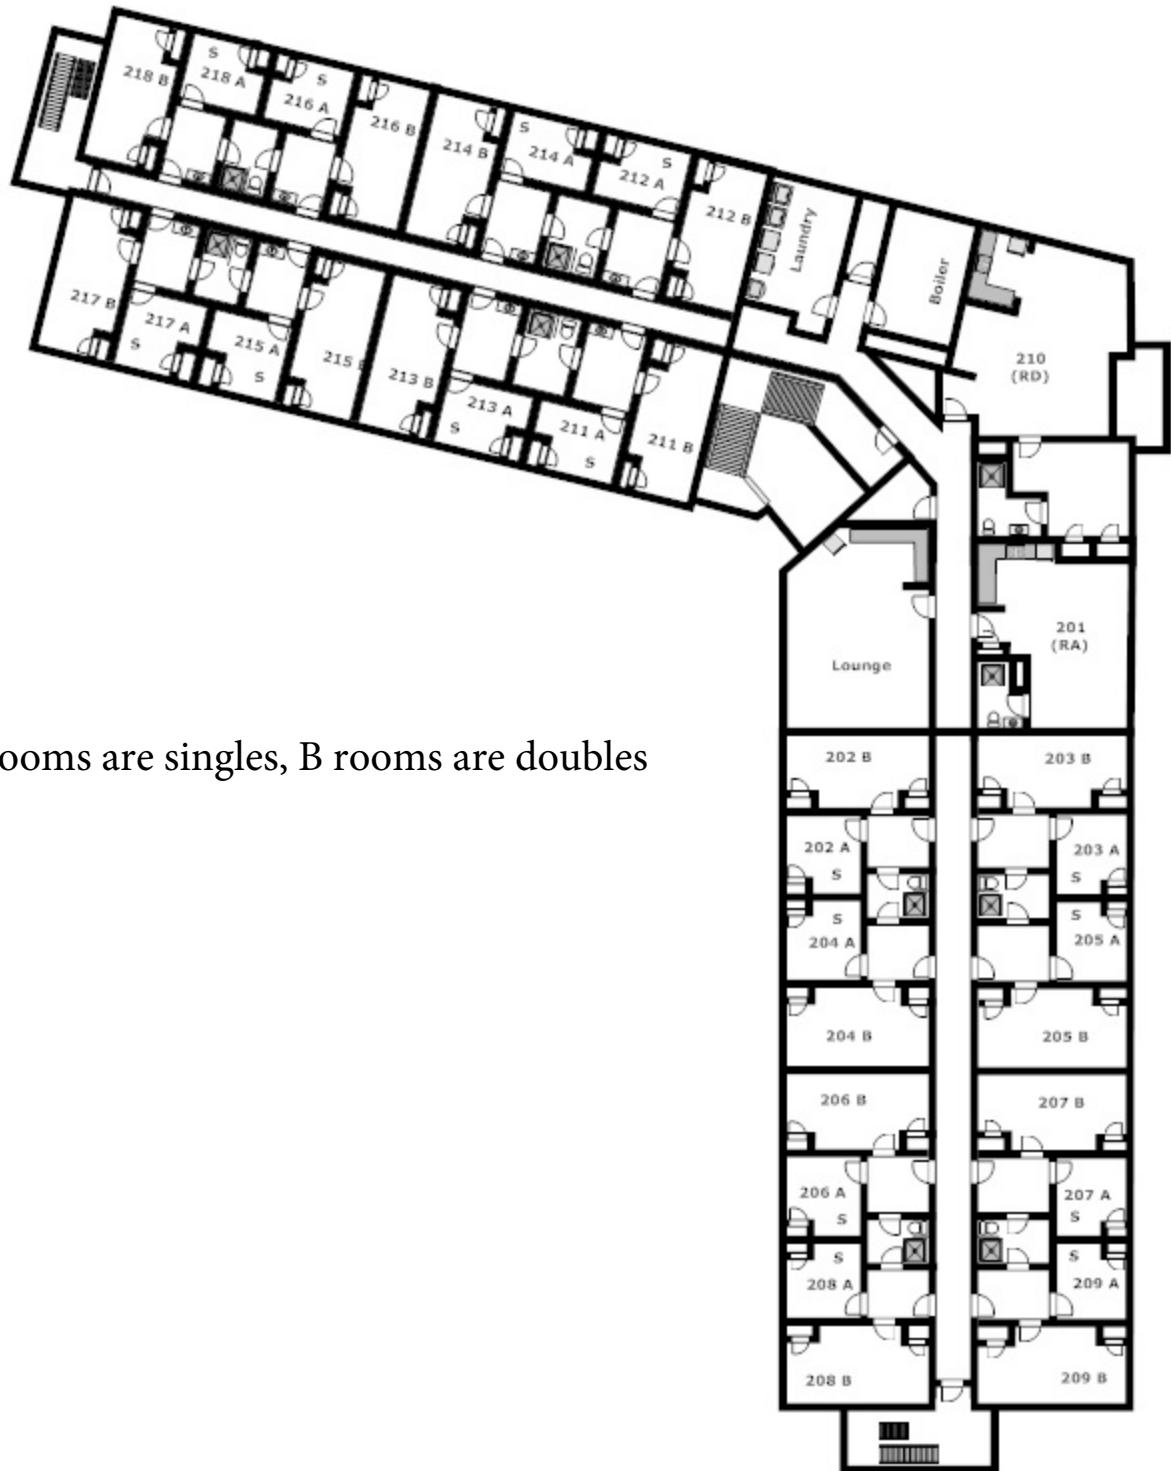 218 B
S
218 A
S
216 A
216 B
214 B
S
214 A
S
212 A
212 B
Laundry
Boiler
210
(RD)
217 B
217 A
S
215 A
S
215 B
213 B
213 A
S
211 A
S
211 B
201
(RA)
Lounge
ooms are singles, B rooms are doubles
202 B
203 B
202 A
S
203 A
S
S
204 A
S
205 A
204 B
205 B
206 B
207 B
206 A
S
207 A
S
S
208 A
S
209 A
208 B
209 B